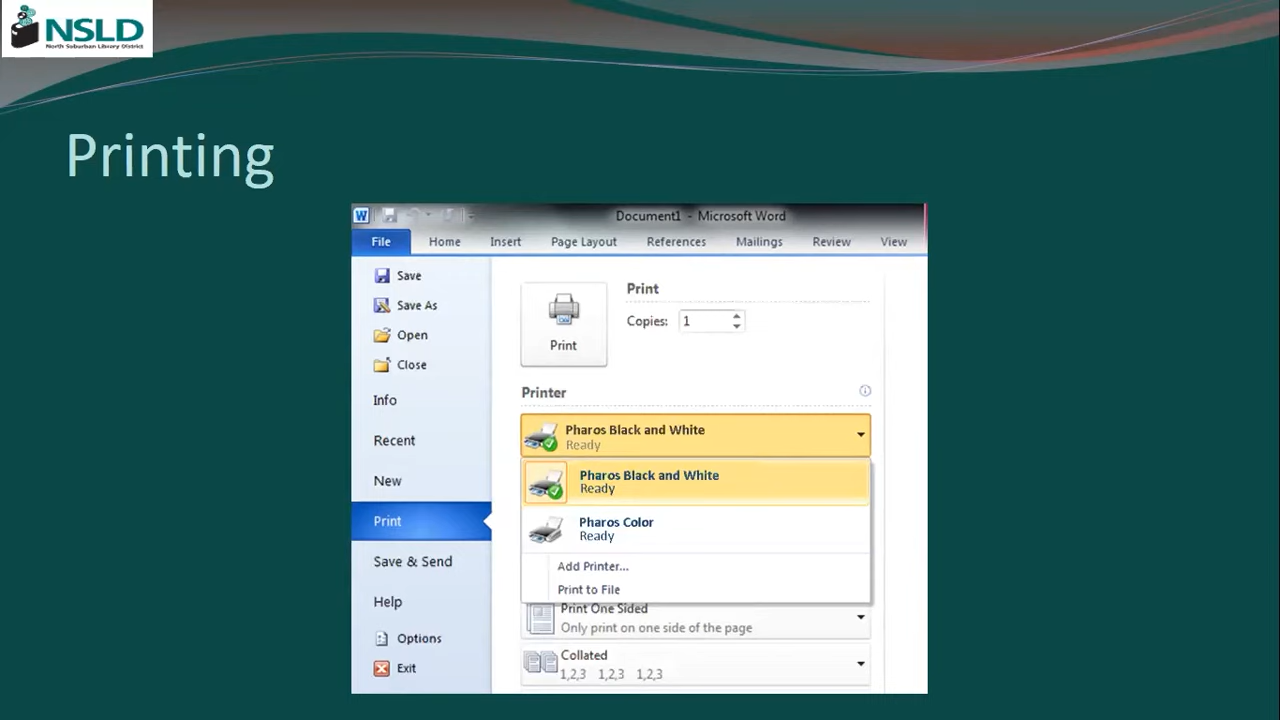 NSLD
North Suburban Library District
Printing
Document1 - Microsoft Word
File Home Insert Page Layout References Mailings Review View
Save
Save As
Open
Close
Info
Recent
New
Print
Save & Send
Help
Options
Exit
Print
Print
Copies: 1
Printer
Pharos Black and White
Ready
Pharos Black and White
Ready
Pharos Color
Ready
Add Printer...
Print to File
Print One Sided
Only print on one side of the page
Collated
1,2,3 1,2,3 1,2,3